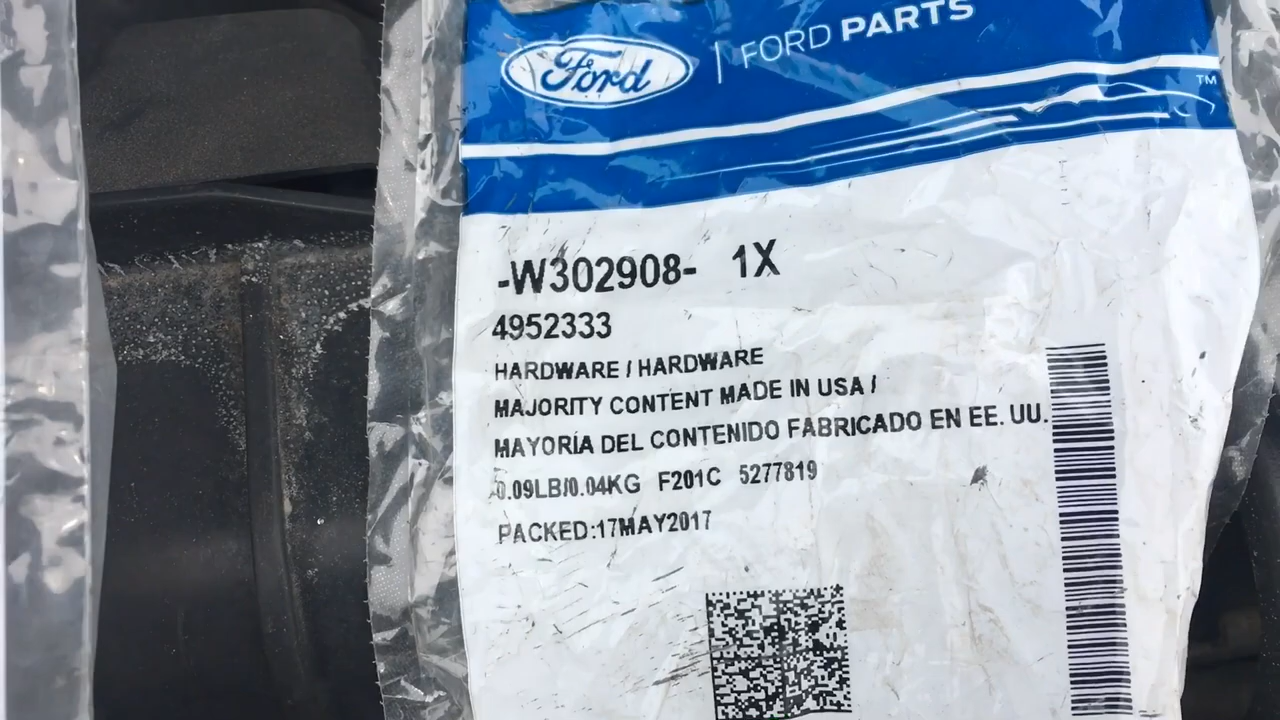 Ford | FORD PARTS
TM
-W302908- 1X
4952333
HARDWARE / HARDWARE
MAJORITY CONTENT MADE IN USA /
MAYORÍA DEL CONTENIDO FABRICADO EN EE. UU.
0.09LB/0.04KG F201C 5277819
PACKED:17MAY2017